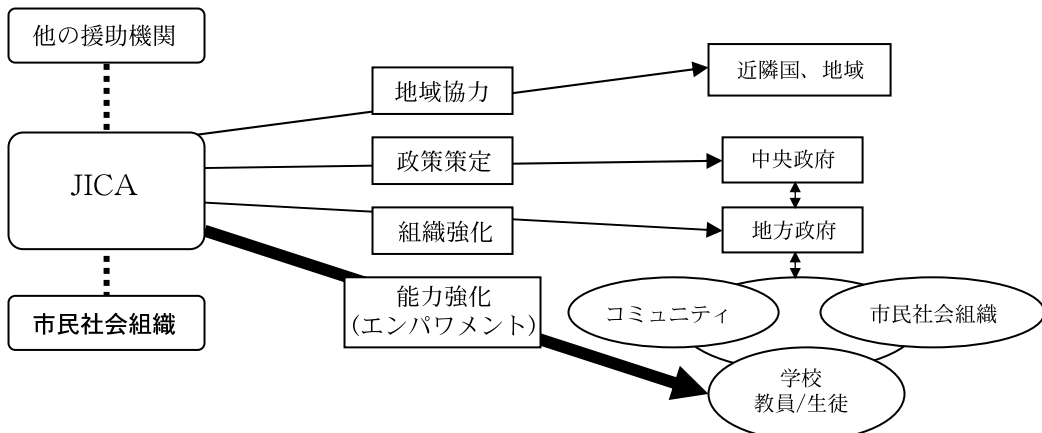 他の援助機関
近隣国、地域
地域協力
政策策定
中央政府
JICA
組織強化
地方政府
能力強化
(エンパワメント)
コミュニティ
市民社会組織
市民社会組織
学校
教員/生徒